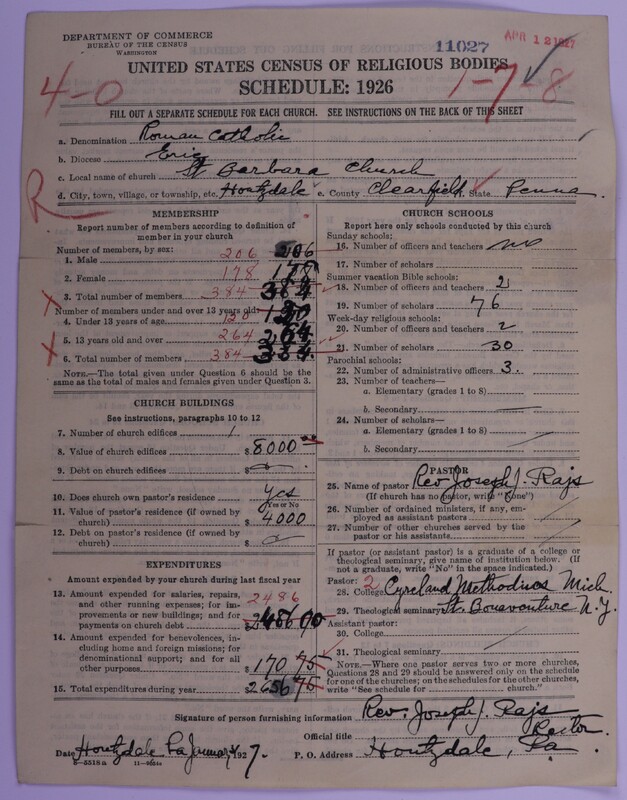 DEPARTMENT OF COMMERCE
BUREAU OF THE CENSUS
WASHINGTON
11027
APR 12 1927
UNITED STATES CENSUS OF RELIGIOUS BODIES
4-0
SCHEDULE: 1926
1-7-8
FILL OUT A SEPARATE SCHEDULE FOR EACH CHURCH. SEE INSTRUCTIONS ON THE BACK OF THIS SHEET
a. Denomination Roman Catholic
b. Diocese Erie
c. Local name of church St Barbara Church
R
d. City, town, village, or township, etc. Houtzdale e. County Clearfield State Penna.
MEMBERSHIP
Report number of members according to definition of member in your church
Number of members, by sex:
1. Male 206 206
2. Female 178 178
3. Total number of members 384 384
Number of members under and over 13 years old:
4. Under 13 years of age 120 120
5. 13 years old and over 264 264
6. Total number of members 384
NOTE.—The total given under Question 6 should be the same as the total of males and females given under Question 3.
CHURCH BUILDINGS
See instructions, paragraphs 10 to 12
7. Number of church edifices 1
8. Value of church edifices $ 8000
9. Debt on church edifices $
10. Does church own pastor's residence yes
Yes or No
11. Value of pastor's residence (if owned by church) $ 4000
12. Debt on pastor's residence (if owned by church) $
EXPENDITURES
Amount expended by your church during last fiscal year
13. Amount expended for salaries, repairs, and other running expenses; for improvements or new buildings; and for payments on church debt 2486 $ 2486 00
14. Amount expended for benevolences, including home and foreign missions; for denominational support; and for all other purposes $ 170 75
15. Total expenditures during year $ 2656 75
CHURCH SCHOOLS
Report here only schools conducted by this church
Sunday schools:
16. Number of officers and teachers no
17. Number of scholars
Summer vacation Bible schools:
18. Number of officers and teachers 2
19. Number of scholars 76
Week-day religious schools:
20. Number of officers and teachers 2
21. Number of scholars 30
Parochial schools:
22. Number of administrative officers 3.
23. Number of teachers—
a. Elementary (grades 1 to 8)
b. Secondary
24. Number of scholars—
a. Elementary (grades 1 to 8)
b. Secondary
PASTOR
25. Name of pastor Rev Joseph J. Rajs
(If church has no pastor, write "None")
26. Number of ordained ministers, if any, employed as assistant pastors
27. Number of other churches served by the pastor or his assistants
If pastor (or assistant pastor) is a graduate of a college or theological seminary, give name of institution below. (If not a graduate, write "No" in the space indicated.)
Pastor: 2
28. College Cyril and Methodius Mich.
29. Theological seminary St. Bonaventure N.Y.
Assistant pastor:
30. College
31. Theological seminary
NOTE.—Where one pastor serves two or more churches, Questions 28 and 29 should be answered only on the schedule for one of the churches; on the schedules for the other churches, write "See schedule for church."
Signature of person furnishing information Rev. Joseph J. Rajs
Official title Rector.
Date Houtzdale Pa January 1927. P. O. Address Houtzdale, Pa
8-5518a 11-9624a